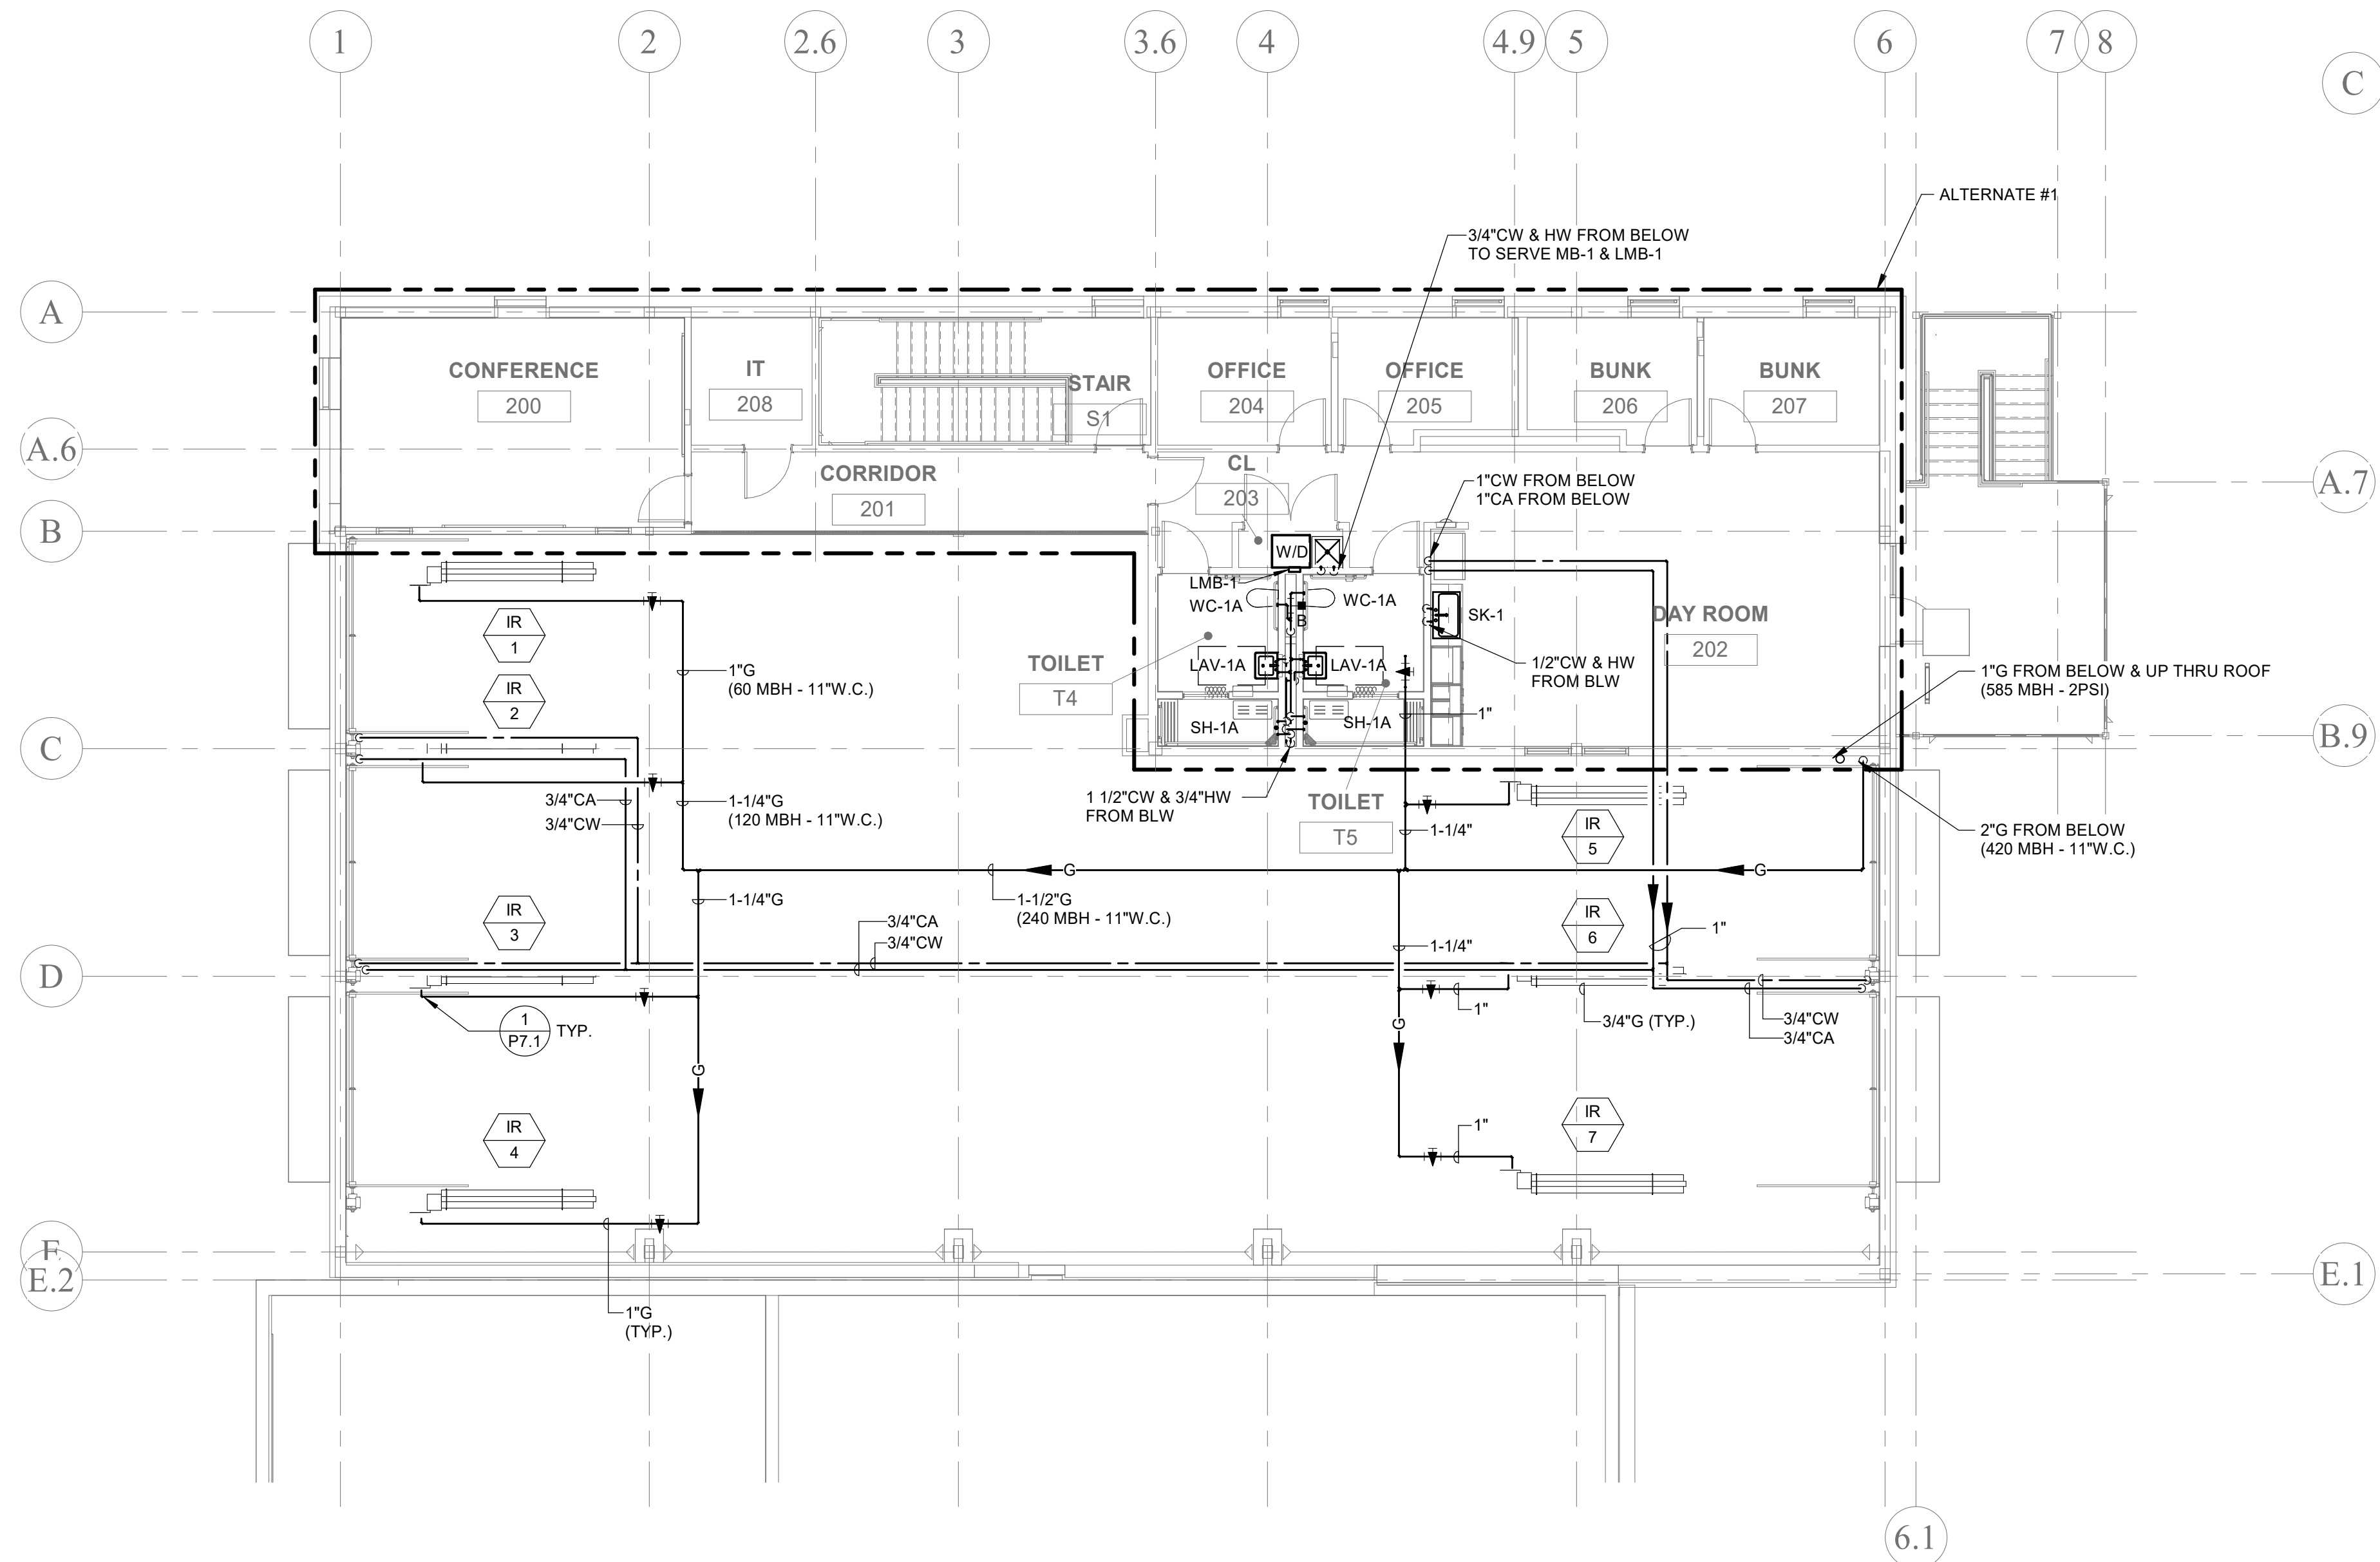 1
2
2.6
3
3.6
4
4.9
5
6
7
8
C
ALTERNATE #1
3/4"CW & HW FROM BELOW
TO SERVE MB-1 & LMB-1
A
CONFERENCE
200
IT
208
STAIR
S1
OFFICE
204
OFFICE
205
BUNK
206
BUNK
207
A.6
CORRIDOR
201
CL
203
1"CW FROM BELOW
1"CA FROM BELOW
A.7
B
W/D
LMB-1
WC-1A
WC-1A
B
SK-1
DAY ROOM
202
IR
1
IR
2
1"G
(60 MBH - 11"W.C.)
TOILET
T4
LAV-1A
LAV-1A
1/2"CW & HW
FROM BLW
1"G FROM BELOW & UP THRU ROOF
(585 MBH - 2PSI)
SH-1A
SH-1A
1"
C
B.9
3/4"CA
3/4"CW
1-1/4"G
(120 MBH - 11"W.C.)
1 1/2"CW & 3/4"HW
FROM BLW
TOILET
T5
1-1/4"
IR
5
2"G FROM BELOW
(420 MBH - 11"W.C.)
G
G
IR
3
1-1/4"G
3/4"CA
3/4"CW
1-1/2"G
(240 MBH - 11"W.C.)
1-1/4"
IR
6
1"
D
1
P7.1
TYP.
1"
3/4"G (TYP.)
3/4"CW
3/4"CA
G
G
IR
4
1"
IR
7
E.2
E.1
1"G
(TYP.)
6.1